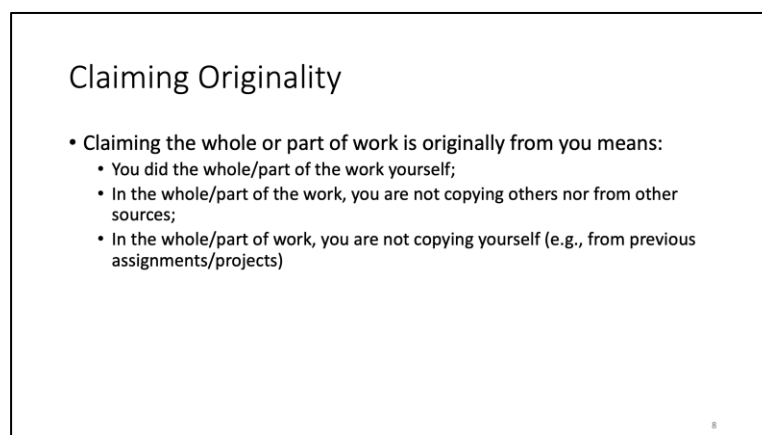 Claiming Originality
• Claiming the whole or part of work is originally from you means:
• You did the whole/part of the work yourself;
• In the whole/part of the work, you are not copying others nor from other
sources;
• In the whole/part of work, you are not copying yourself (e.g., from previous
assignments/projects)
8